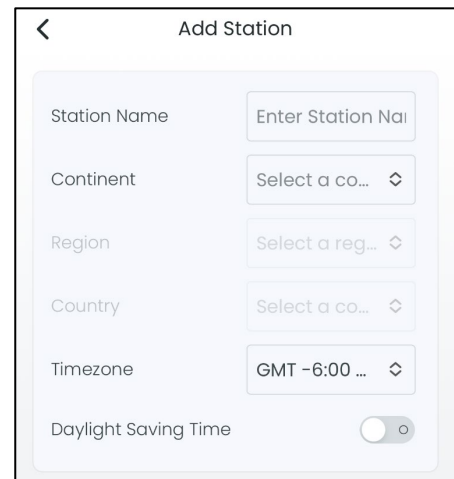 Add Station
Station Name Enter Station Nar
Continent Select a co... 
Region Select a reg...
Country Select a co...
Timezone GMT -6:00 ...
Daylight Saving Time